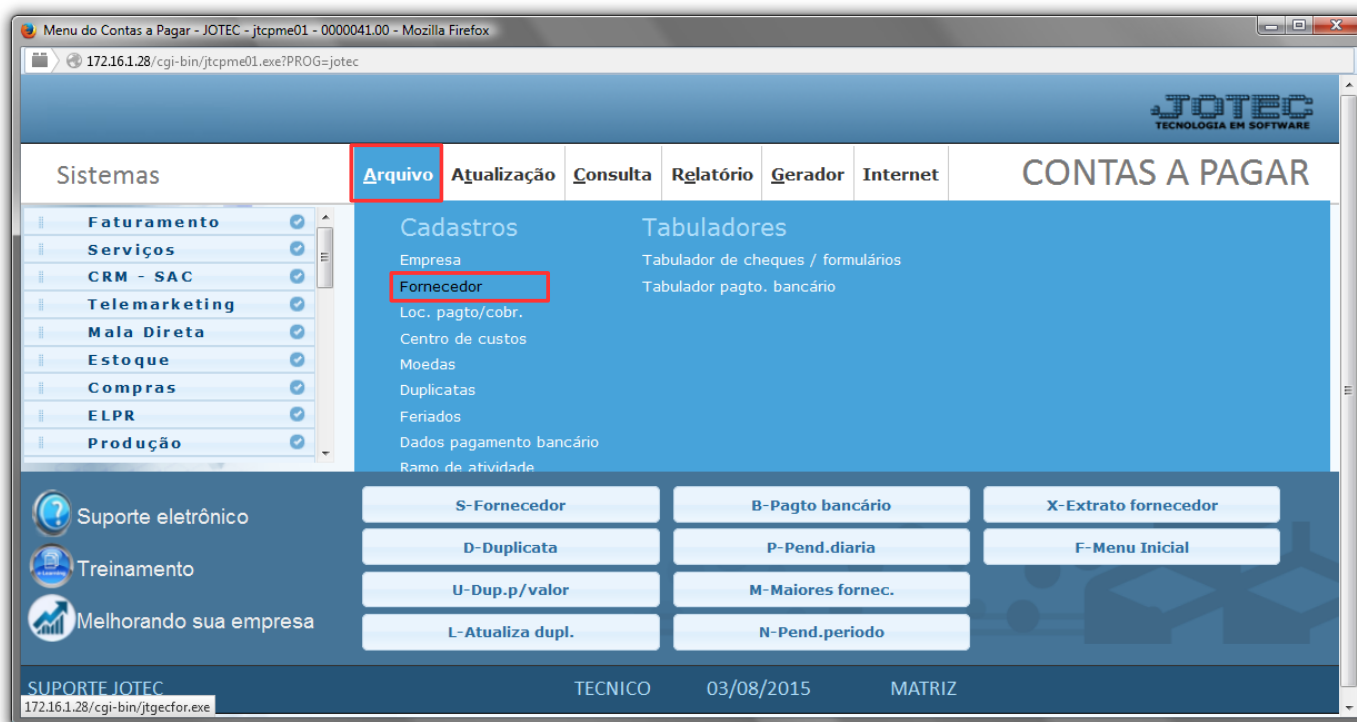 Menu do Contas a Pagar - JOTEC - jtcpme01 - 0000041.00 - Mozilla Firefox
172.16.1.28/cgi-bin/jtcpme01.exe?PROG=jotec
JOTEC
TECNOLOGIA EM SOFTWARE
Sistemas
Arquivo Atualização Consulta Relatório Gerador Internet
CONTAS A PAGAR
Faturamento
Serviços
CRM - SAC
Telemarketing
Mala Direta
Estoque
Compras
ELPR
Produção
Cadastros
Empresa
Fornecedor
Loc. pagto/cobr.
Centro de custos
Moedas
Duplicatas
Feriados
Dados pagamento bancário
Ramo de atividade
Tabuladores
Tabulador de cheques / formulários
Tabulador pagto. bancário
Suporte eletrônico
Treinamento
Melhorando sua empresa
S-Fornecedor B-Pagto bancário X-Extrato fornecedor
D-Duplicata P-Pend.diaria F-Menu Inicial
U-Dup.p/valor M-Maiores fornec.
L-Atualiza dupl. N-Pend.periodo
SUPORTE JOTEC TECNICO 03/08/2015 MATRIZ
172.16.1.28/cgi-bin/jtgecfor.exe